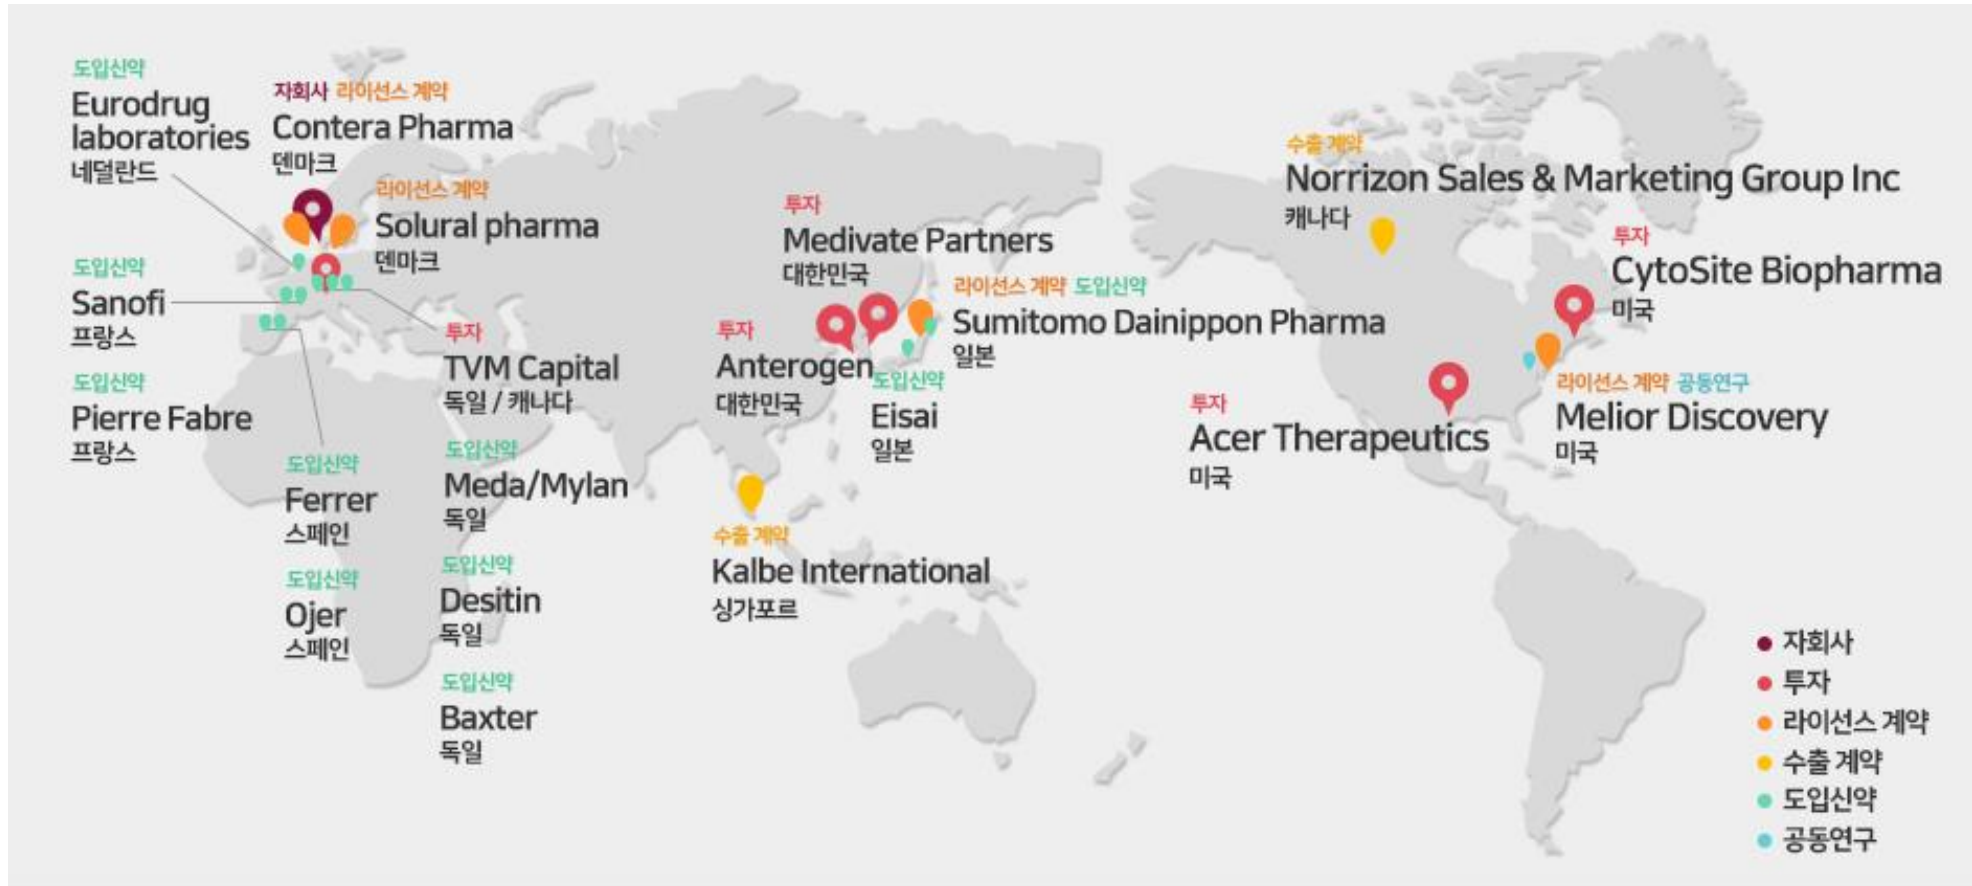 도입신약
Eurodrug
laboratories
네덜란드
자회사 라이선스 계약
Contera Pharma
덴마크
라이선스 계약
Solural pharma
덴마크
도입신약
Sanofi
프랑스
도입신약
Pierre Fabre
프랑스
도입신약
Ferrer
스페인
도입신약
Ojer
스페인
투자
TVM Capital
독일 / 캐나다
도입신약
Meda/Mylan
독일
도입신약
Desitin
독일
도입신약
Baxter
독일
투자
Medivate Partners
대한민국
투자
Anterogen
대한민국
라이선스 계약 도입신약
Sumitomo Dainippon Pharma
일본
도입신약
Eisai
일본
수출 계약
Kalbe International
싱가포르
수출 계약
Norrizon Sales & Marketing Group Inc
캐나다
투자
CytoSite Biopharma
미국
라이선스 계약 공동연구
Melior Discovery
미국
투자
Acer Therapeutics
미국
자회사
투자
라이선스 계약
수출 계약
도입신약
공동연구